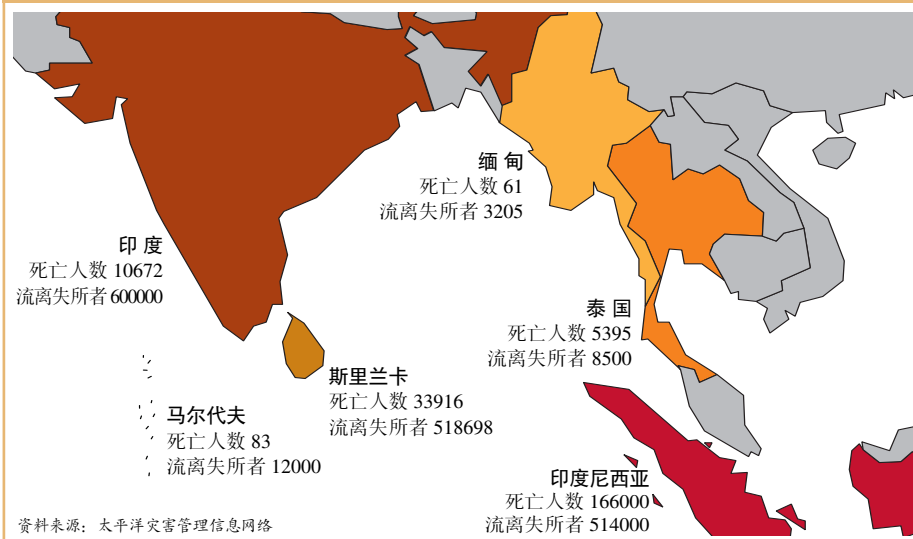 缅甸
死亡人数 61
流离失所者 3205
印度
死亡人数 10672
流离失所者 600000
泰国
死亡人数 5395
流离失所者 8500
斯里兰卡
死亡人数 33916
流离失所者 518698
马尔代夫
死亡人数 83
流离失所者 12000
印度尼西亚
死亡人数 166000
流离失所者 514000
资料来源：太平洋灾害管理信息网络